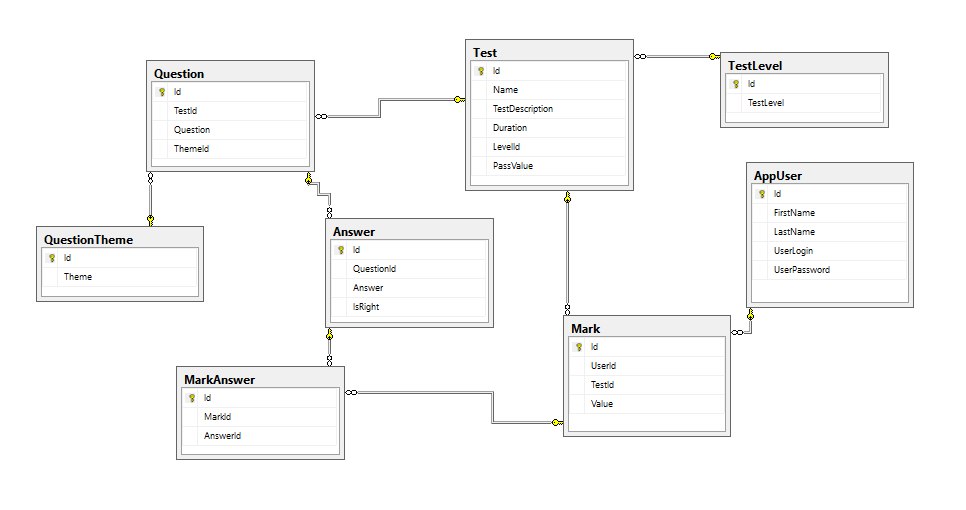 Question
Id
TestId
Question
ThemeId
Test
Id
Name
TestDescription
Duration
LevelId
PassValue
TestLevel
Id
TestLevel
AppUser
Id
FirstName
LastName
UserLogin
UserPassword
QuestionTheme
Id
Theme
Answer
Id
QuestionId
Answer
IsRight
Mark
Id
UserId
TestId
Value
MarkAnswer
Id
MarkId
AnswerId